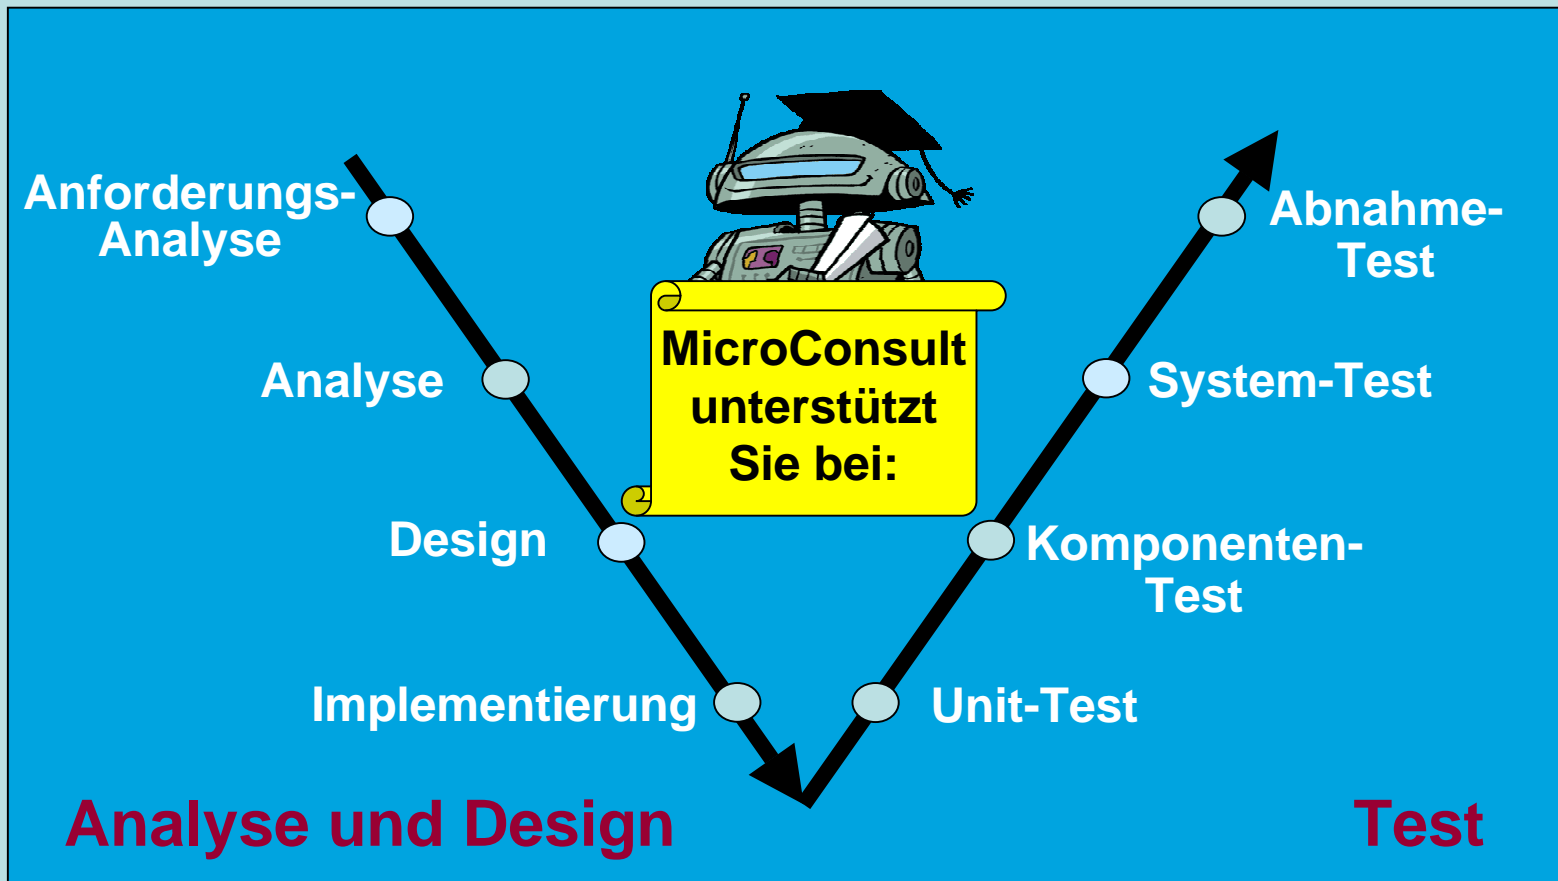 Anforderungs-
Analyse
Analyse
Design
Implementierung
MicroConsult
unterstützt
Sie bei:
Abnahme-
Test
System-Test
Komponenten-
Test
Unit-Test
Analyse und Design
Test